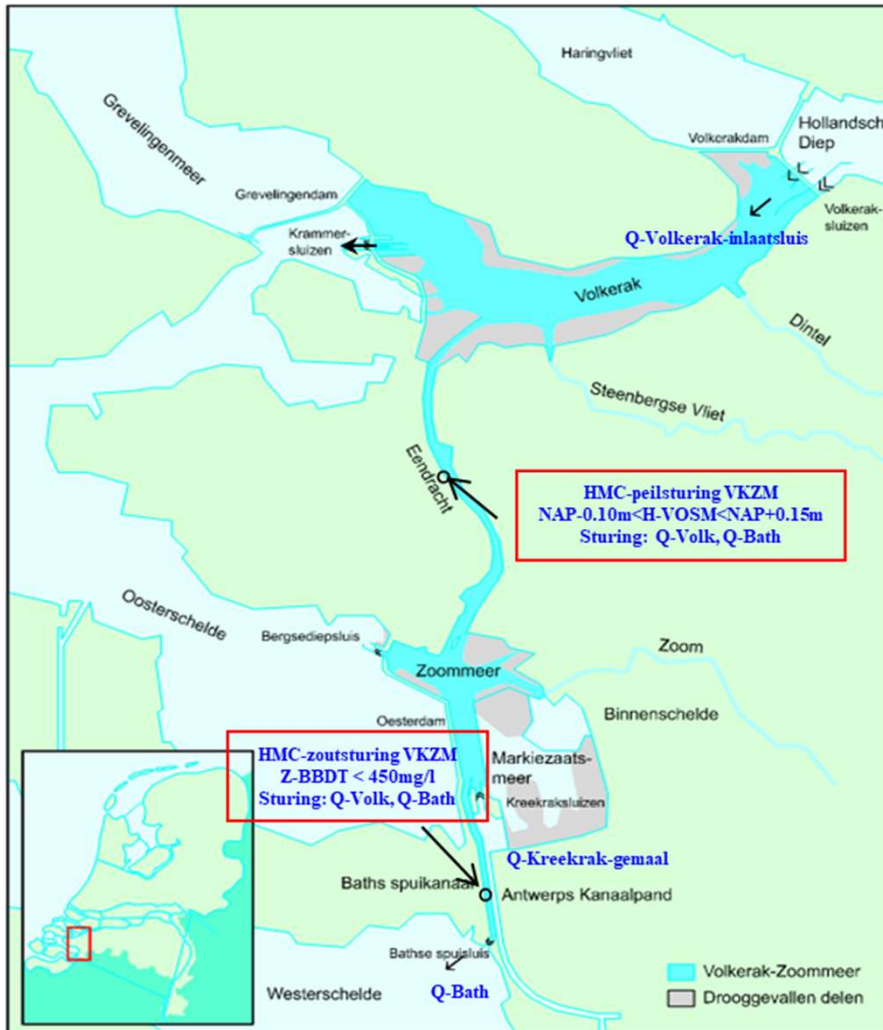 Haringvliet
Grevelingenmeer
Hollandsch
Diep
Volkerakdam
Grevelingendam
Volkerak-
sluizen
Krammer-
sluizen
Q-Volkerak-inlaatsluis
Volkerak
Dintel
Steenbergse Vliet
Eendracht
HMC-peilsturing VKZM
NAP-0.10m<H-VOSM<NAP+0.15m
Sturing: Q-Volk, Q-Bath
Oosterschelde
Bergsediepsluis
Zoommeer
Zoom
Oesterdam
Binnenschelde
HMC-zoutsturing VKZM
Z-BBDT < 450mg/l
Sturing: Q-Volk, Q-Bath
Markiezaats-
meer
Kreekraksluizen
Q-Kreekrak-gemaal
Baths spuikanaal
Antwerps Kanaalpand
Bathse spuisluis
Q-Bath
Westerschelde
Volkerak-Zoommeer
Drooggevallen delen